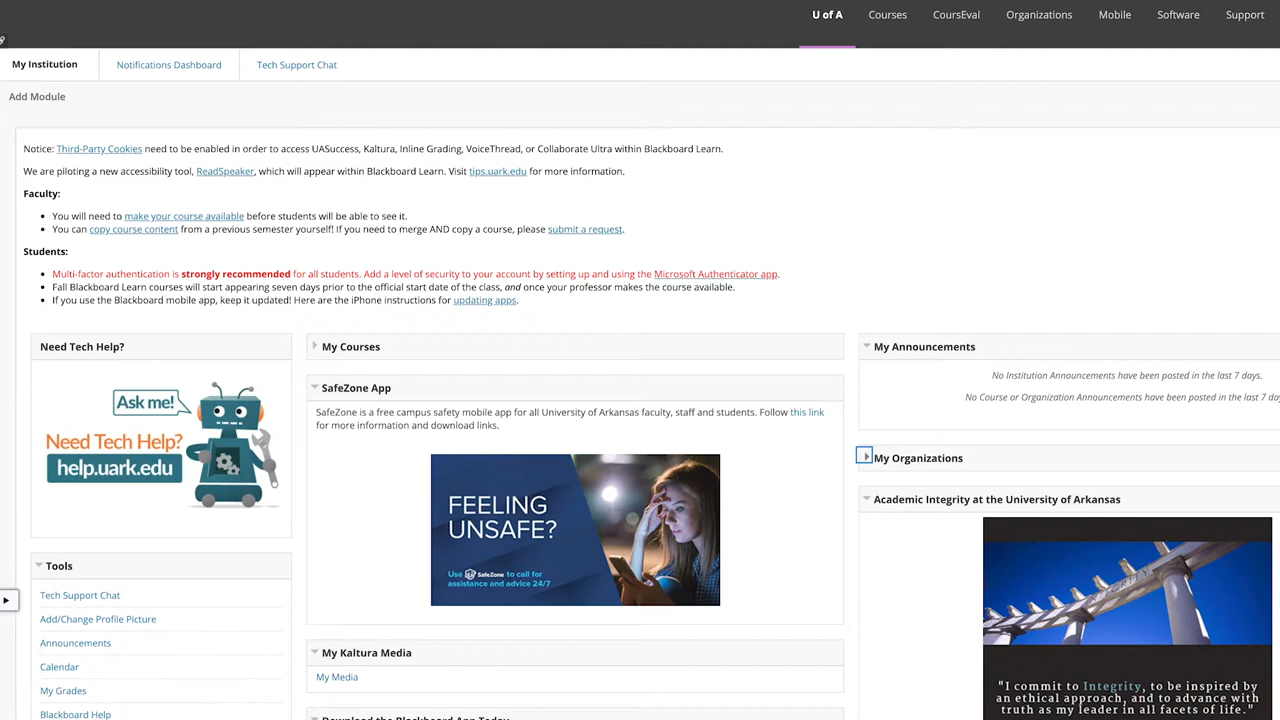 U of A
Courses
CoursEval
Organizations
Mobile
Software
Support
My Institution
Notifications Dashboard
Tech Support Chat
Add Module
Notice: Third-Party Cookies need to be enabled in order to access UASuccess, Kaltura, Inline Grading, VoiceThread, or Collaborate Ultra within Blackboard Learn.
We are piloting a new accessibility tool, ReadSpeaker, which will appear within Blackboard Learn. Visit tips.uark.edu for more information.
Faculty:
• You will need to make your course available before students will be able to see it.
• You can copy course content from a previous semester yourself! If you need to merge AND copy a course, please submit a request.
Students:
• Multi-factor authentication is strongly recommended for all students. Add a level of security to your account by setting up and using the Microsoft Authenticator app.
• Fall Blackboard Learn courses will start appearing seven days prior to the official start date of the class, and once your professor makes the course available.
• If you use the Blackboard mobile app, keep it updated! Here are the iPhone instructions for updating apps.
Need Tech Help?
Ask me!
Need Tech Help?
help.uark.edu
Tools
Tech Support Chat
Add/Change Profile Picture
Announcements
Calendar
My Grades
Blackboard Help
My Courses
SafeZone App
SafeZone is a free campus safety mobile app for all University of Arkansas faculty, staff and students. Follow this link
for more information and download links.
FEELING
UNSAFE?
Use SafeZone to call for
assistance and advice 24/7
My Kaltura Media
My Media
Download the Blackboard App Today
My Announcements
No Institution Announcements have been posted in the last 7 days.
No Course or Organization Announcements have been posted in the last 7 day
My Organizations
Academic Integrity at the University of Arkansas
"I commit to Integrity, to be inspired by
an ethical approach, and to advance with
truth as my leader in all facets of life."